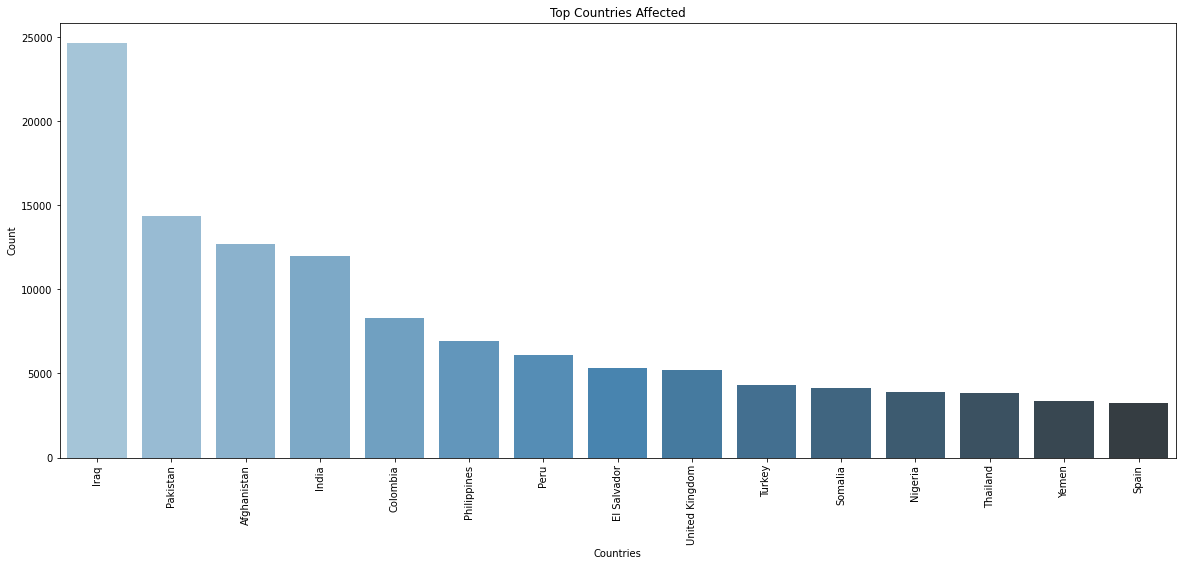 Top Countries Affected
Count
25000
20000
15000
10000
5000
0
Iraq
Pakistan
Afghanistan
India
Colombia
Philippines
Peru
El Salvador
United Kingdom
Turkey
Somalia
Nigeria
Thailand
Yemen
Spain
Countries